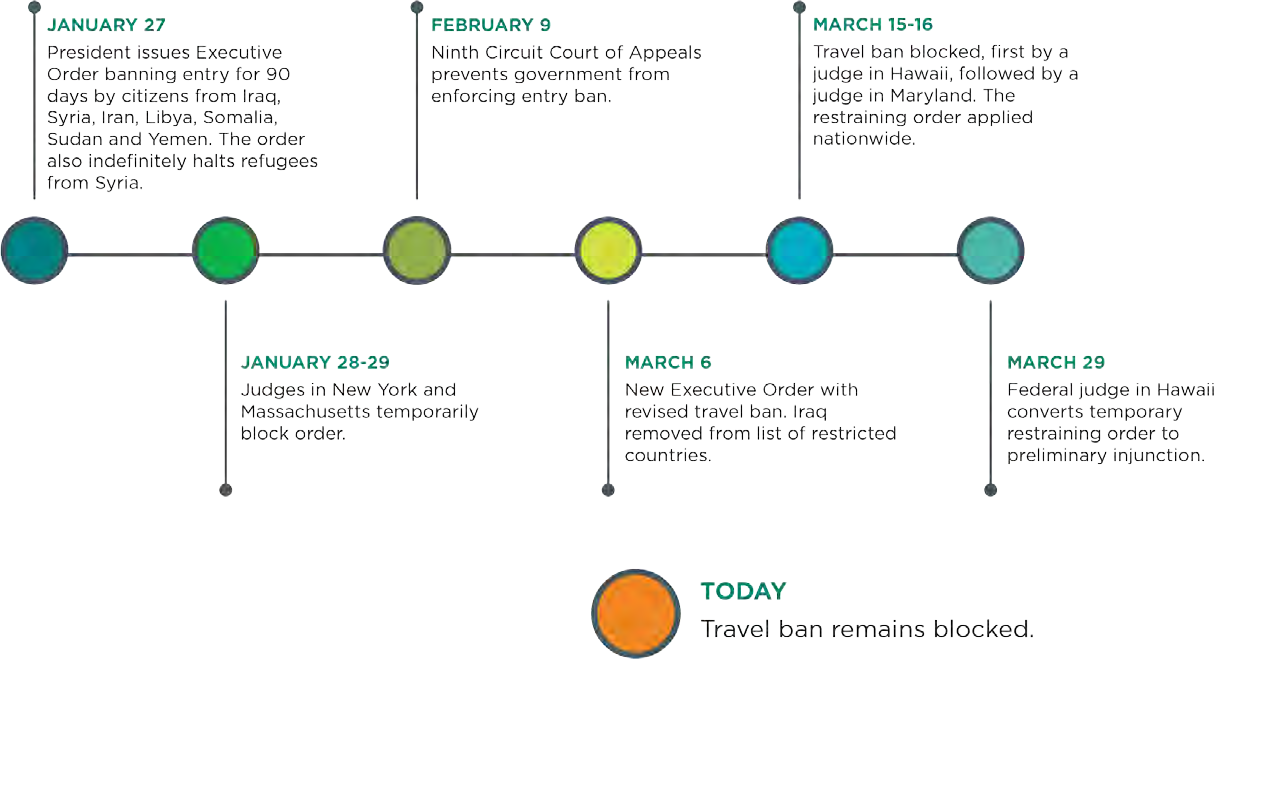 JANUARY 27
President issues Executive
Order banning entry for 90
days by citizens from Iraq,
Syria, Iran, Libya, Somalia,
Sudan and Yemen. The order
also indefinitely halts refugees
from Syria.
FEBRUARY 9
Ninth Circuit Court of Appeals
prevents government from
enforcing entry ban.
MARCH 15-16
Travel ban blocked, first by a
judge in Hawaii, followed by a
judge in Maryland. The
restraining order applied
nationwide.
JANUARY 28-29
Judges in New York and
Massachusetts temporarily
block order.
MARCH 6
New Executive Order with
revised travel ban. Iraq
removed from list of restricted
countries.
MARCH 29
Federal judge in Hawaii
converts temporary
restraining order to
preliminary injunction.
TODAY
Travel ban remains blocked.